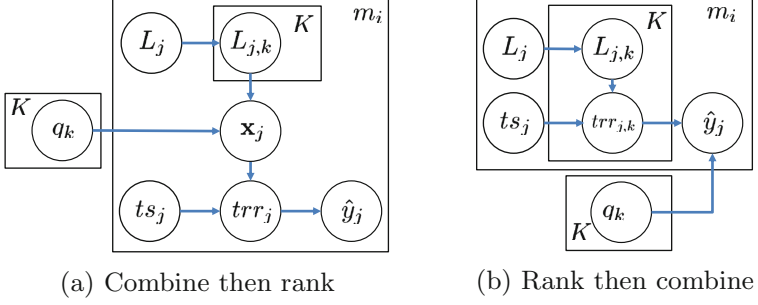 L_j L_{j,k} K m_i
K q_k x_j
ts_j trr_j ŷ_j
(a) Combine then rank
L_j L_{j,k} K m_i
ts_j trr_{j,k} ŷ_j
K q_k
(b) Rank then combine